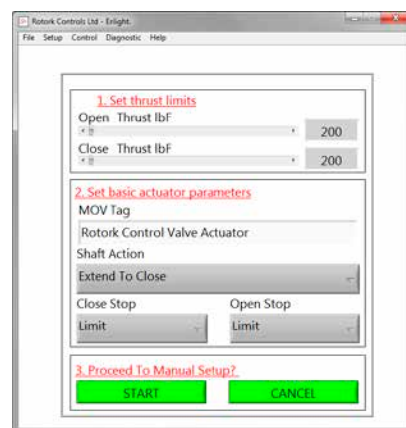 Rotork Controls Ltd - Enlight.
File Setup Control Diagnostic Help
1. Set thrust limits
Open Thrust lbF
200
Close Thrust lbF
200
2. Set basic actuator parameters
MOV Tag
Rotork Control Valve Actuator
Shaft Action
Extend To Close
Close Stop Open Stop
Limit Limit
3. Proceed To Manual Setup?
START CANCEL